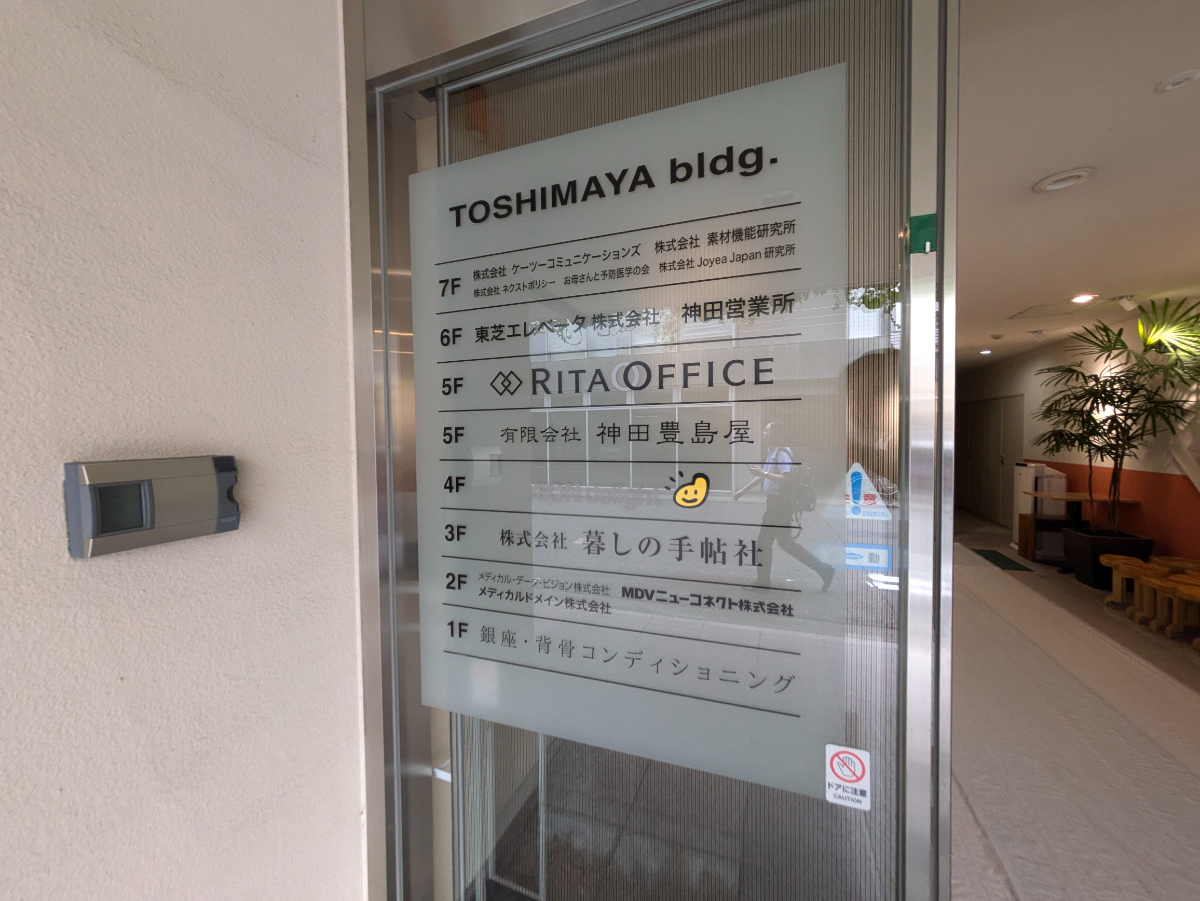 TOSHIMAYA bldg.
7F 株式会社 ケーツーコミュニケーションズ 株式会社 素材機能研究所
株式会社 ネクストポリシー お母さんと予防医学の会 株式会社 Joyea Japan 研究所
6F 東芝エレベータ 株式会社 神田営業所
5F RITA OFFICE
5F 有限会社 神田豊島屋
4F
3F 株式会社 暮しの手帖社
2F メディカル・データ・ビジョン株式会社 MDVニューコネクト株式会社
メディカルドメイン株式会社
1F 銀座・背骨コンディショニング
動
ドアに注意
CAUTION